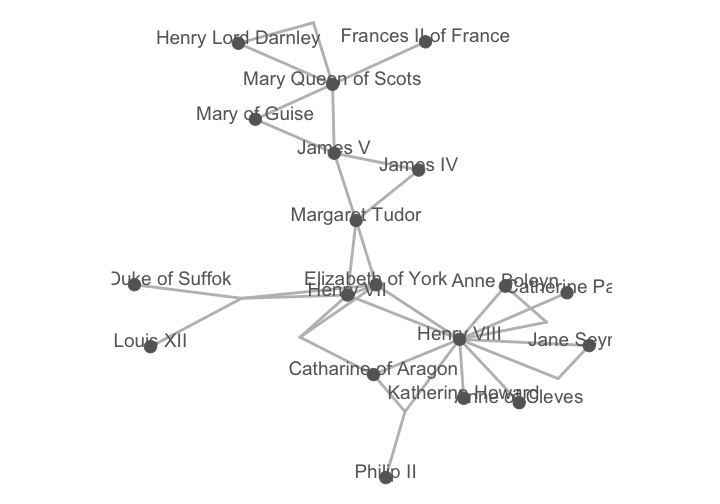 Henry Lord Darnley
Frances II of France
Mary Queen of Scots
Mary of Guise
James V
James IV
Margaret Tudor
Duke of Suffok
Elizabeth of York
Anne Boleyn
Henry VII
Catherine Pa
Louis XII
Henry VIII
Jane Seyr
Catharine of Aragon
Katherine Howard
Anne of Cleves
Philip II